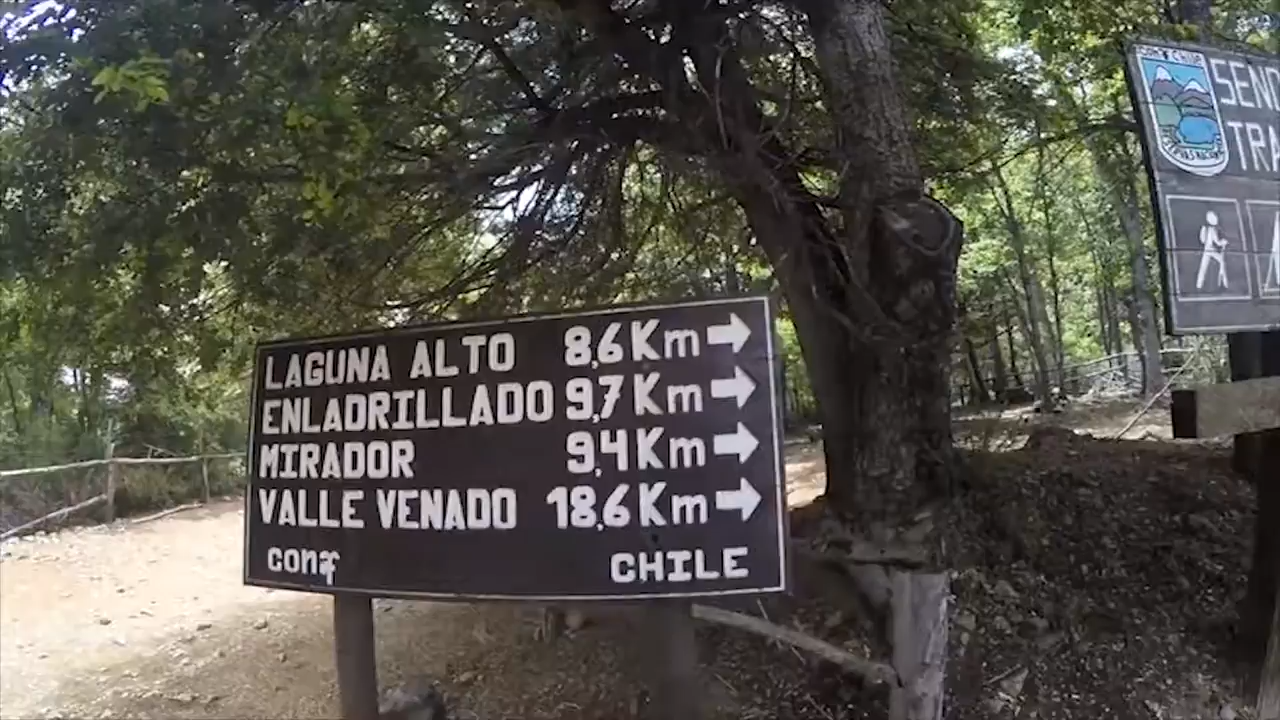 LAGUNA ALTO 8,6 Km
ENLADRILLADO 9,7 Km
MIRADOR 9,4 Km
VALLE VENADO 18,6 Km
conaf CHILE
SEN
TRA